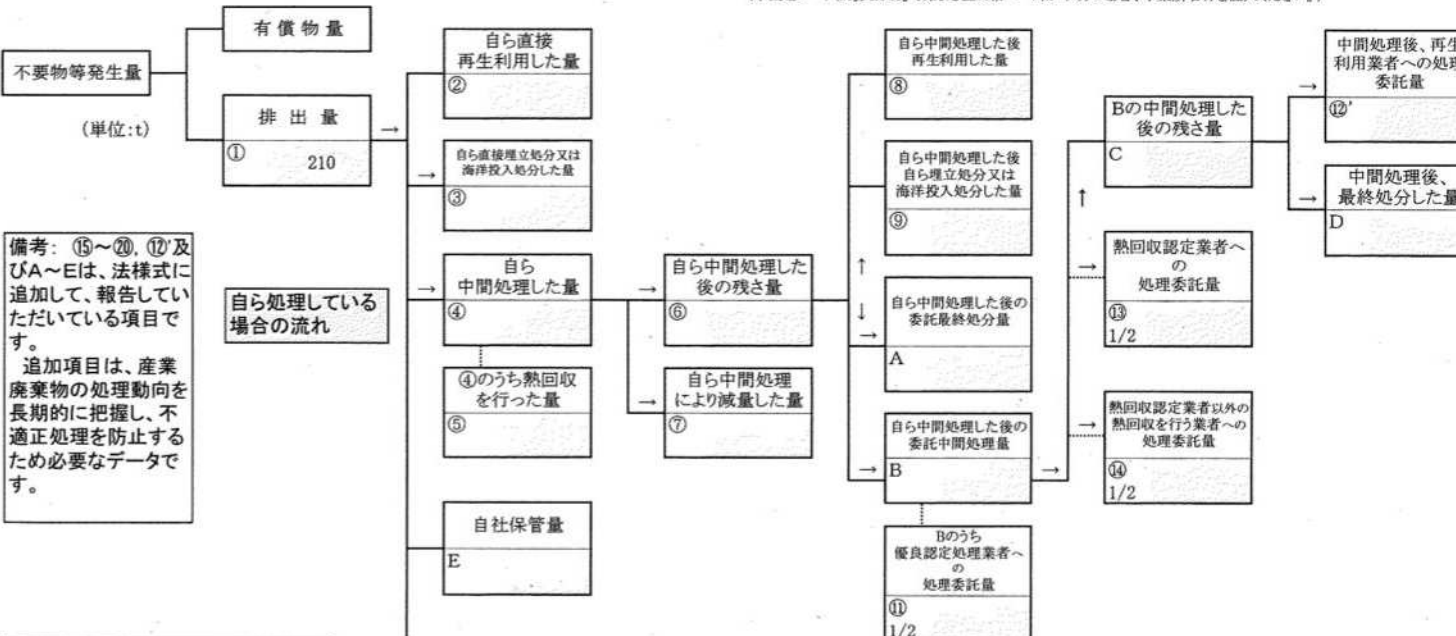 不要物等発生量
有償物量
(単位:t)
排出量
①
210
→
自ら直接
再生利用した量
②
自ら直接埋立処分又は
海洋投入処分した量
→
③
自ら
中間処理した量
→
④
④のうち熱回収
を行った量
⑤
自社保管量
E
備考: ⑮～⑳, ⑫'及
びA～Eは、法様式に
追加して、報告してい
ただいている項目で
す。
追加項目は、産業
廃棄物の処理動向を
長期的に把握し、不
適正処理を防止する
ため必要なデータで
す。
自ら処理している
場合の流れ
自ら中間処理した
後の残さ量
→
⑥
自ら中間処理
により減量した量
→
⑦
自ら中間処理した後
再生利用した量
⑧
自ら中間処理した後
自ら埋立処分又は
海洋投入処分した量
⑨
↑
↓
自ら中間処理した後の
委託最終処分量
→
A
自ら中間処理した後の
委託中間処理量
→
B
→
Bのうち
優良認定処理業者へ
の
処理委託量
⑪
1/2
Bの中間処理した
後の残さ量
C
↑
熱回収認定業者へ
の
処理委託量
→
⑬
1/2
熱回収認定業者以外の
熱回収を行う業者への
処理委託量
→
⑭
1/2
中間処理後、再生
利用業者への処理
委託量
→
⑫'
中間処理後、
最終処分した量
→
D